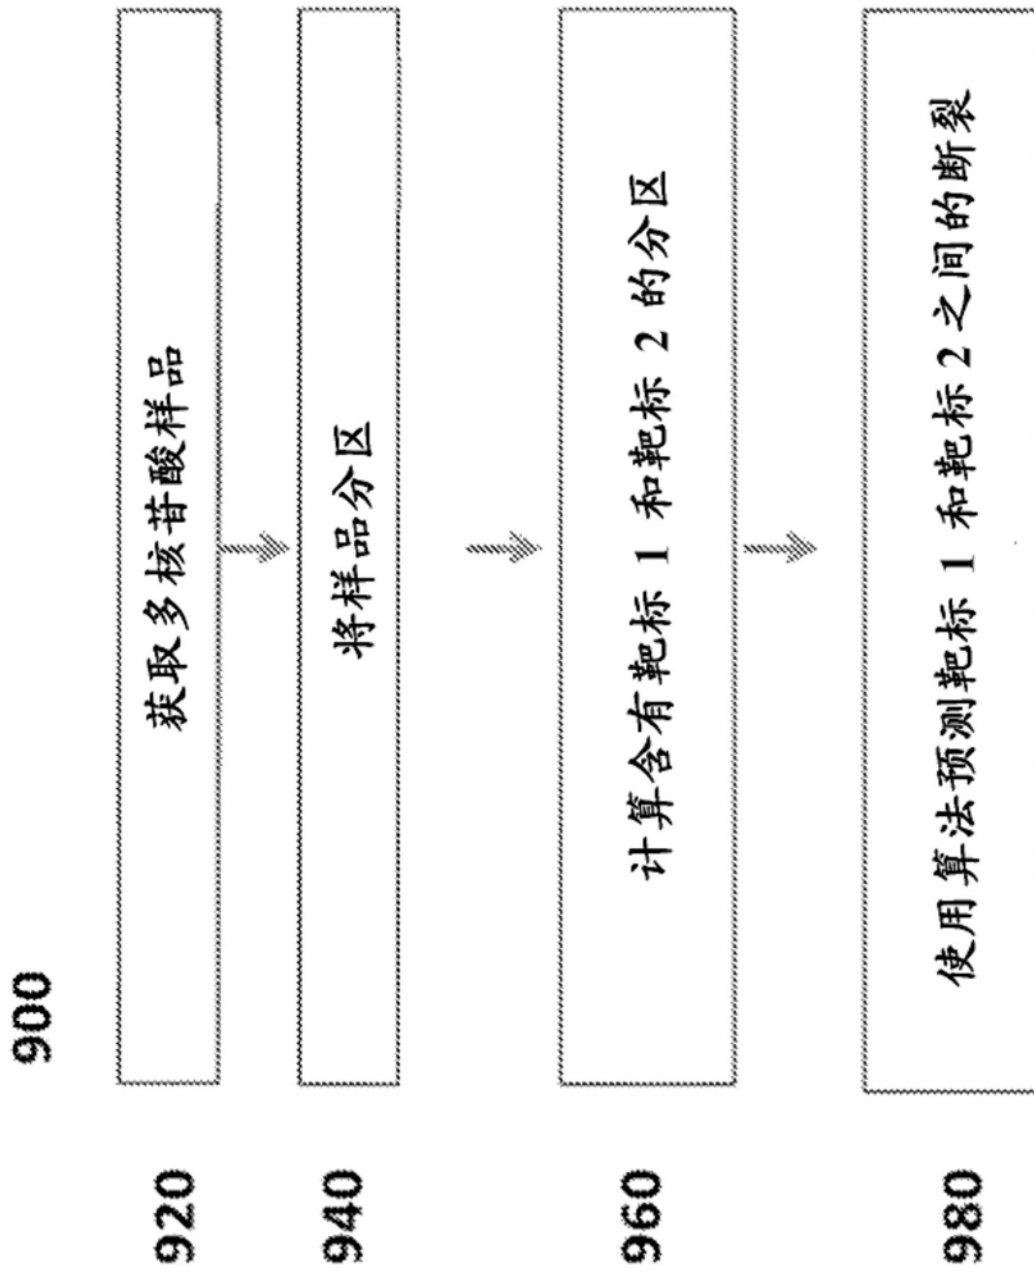 900
920
获取多核苷酸样品
940
将样品分区
960
计算含有靶标 1 和靶标 2 的分区
980
使用算法预测靶标 1 和靶标 2 之间的断裂